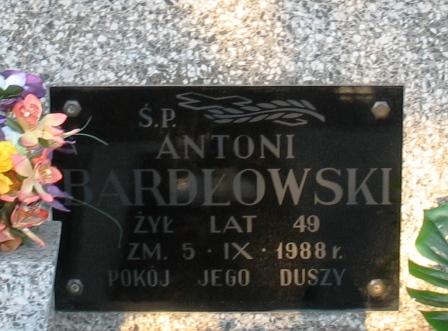 Ś.P.
ANTONI
BARDŁOWSKI
ŻYŁ LAT 49
ZM. 5 · IX · 1988 r.
POKÓJ JEGO DUSZY